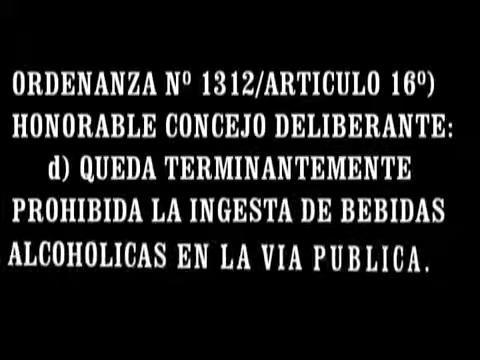 ORDENANZA Nº 1312/ARTICULO 16º)
HONORABLE CONCEJO DELIBERANTE:
d) QUEDA TERMINANTEMENTE
PROHIBIDA LA INGESTA DE BEBIDAS
ALCOHOLICAS EN LA VIA PUBLICA.